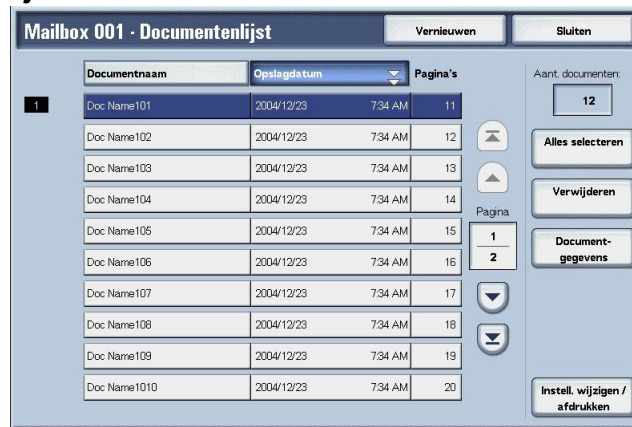 Mailbox 001 - Documentenlijst
Vernieuwen
Sluiten
Documentnaam
Opslagdatum
Pagina's
Aant. documenten:
12
1
Doc Name101 2004/12/23 7:34 AM 11
Doc Name102 2004/12/23 7:34 AM 12
Doc Name103 2004/12/23 7:34 AM 13
Doc Name104 2004/12/23 7:34 AM 14
Doc Name105 2004/12/23 7:34 AM 15
Doc Name106 2004/12/23 7:34 AM 16
Doc Name107 2004/12/23 7:34 AM 17
Doc Name108 2004/12/23 7:34 AM 18
Doc Name109 2004/12/23 7:34 AM 19
Doc Name1010 2004/12/23 7:34 AM 20
Pagina
1
2
Alles selecteren
Verwijderen
Document-
gegevens
Instell. wijzigen /
afdrukken